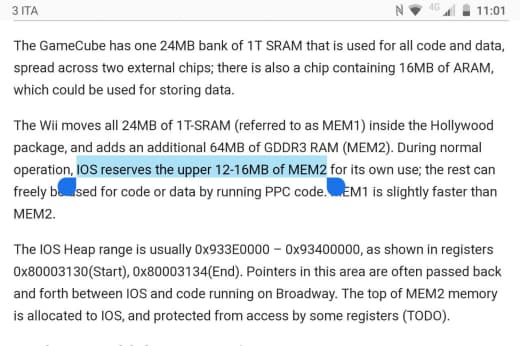 3 ITA 4G 11:01
The GameCube has one 24MB bank of 1T SRAM that is used for all code and data,
spread across two external chips; there is also a chip containing 16MB of ARAM,
which could be used for storing data.
The Wii moves all 24MB of 1T-SRAM (referred to as MEM1) inside the Hollywood
package, and adds an additional 64MB of GDDR3 RAM (MEM2). During normal
operation, IOS reserves the upper 12-16MB of MEM2 for its own use; the rest can
freely be used for code or data by running PPC code. MEM1 is slightly faster than
MEM2.
The IOS Heap range is usually 0x933E0000 – 0x93400000, as shown in registers
0x80003130(Start), 0x80003134(End). Pointers in this area are often passed back
and forth between IOS and code running on Broadway. The top of MEM2 memory
is allocated to IOS, and protected from access by some registers (TODO).